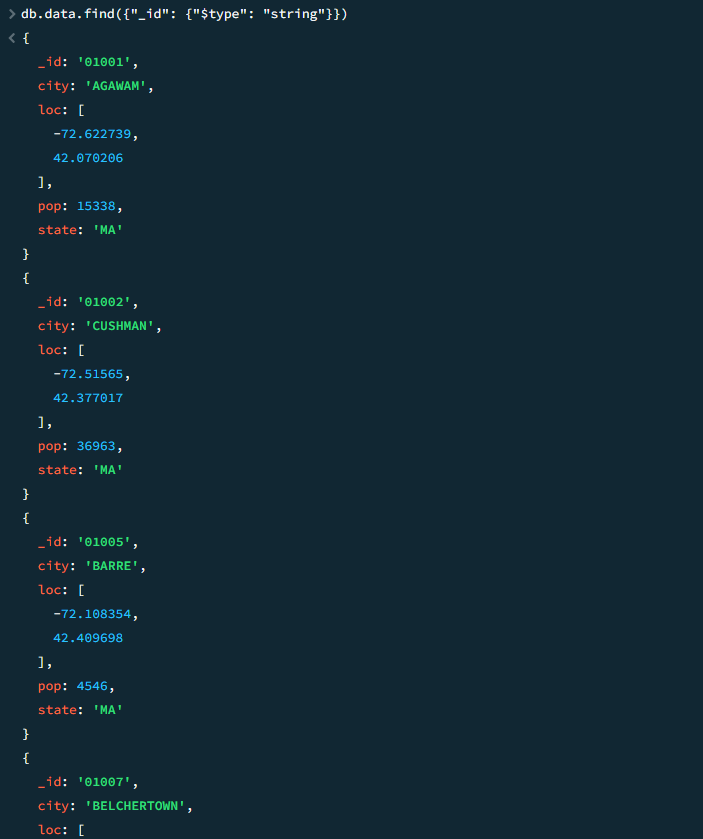 > db.data.find({"_id": {"$type": "string"}})
< {
_id: '01001',
city: 'AGAWAM',
loc: [
-72.622739,
42.070206
],
pop: 15338,
state: 'MA'
}
{
_id: '01002',
city: 'CUSHMAN',
loc: [
-72.51565,
42.377017
],
pop: 36963,
state: 'MA'
}
{
_id: '01005',
city: 'BARRE',
loc: [
-72.108354,
42.409698
],
pop: 4546,
state: 'MA'
}
{
_id: '01007',
city: 'BELCHERTOWN',
loc: [